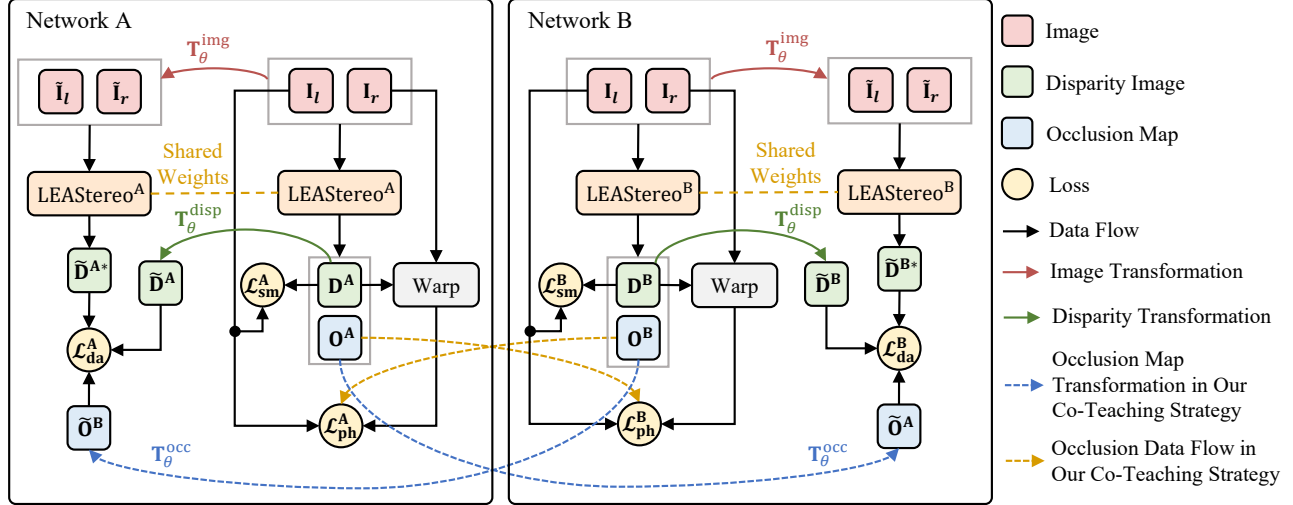 Network A
T_θ^img
Ĩ_l Ĩ_r
I_l I_r
Shared
Weights
LEAStereo^A
LEAStereo^A
T_θ^disp
D̃^A*
D̃^A
ℒ_sm^A
D^A
Warp
O^A
ℒ_da^A
ℒ_ph^A
Õ^B
T_θ^occ
Network B
T_θ^img
I_l I_r
Ĩ_l Ĩ_r
Shared
Weights
LEAStereo^B
LEAStereo^B
T_θ^disp
ℒ_sm^B
D^B
Warp
D̃^B
D̃^B*
O^B
ℒ_da^B
ℒ_ph^B
Õ^A
T_θ^occ
Image
Disparity Image
Occlusion Map
Loss
Data Flow
Image Transformation
Disparity Transformation
Occlusion Map
Transformation in Our
Co-Teaching Strategy
Occlusion Data Flow in
Our Co-Teaching Strategy